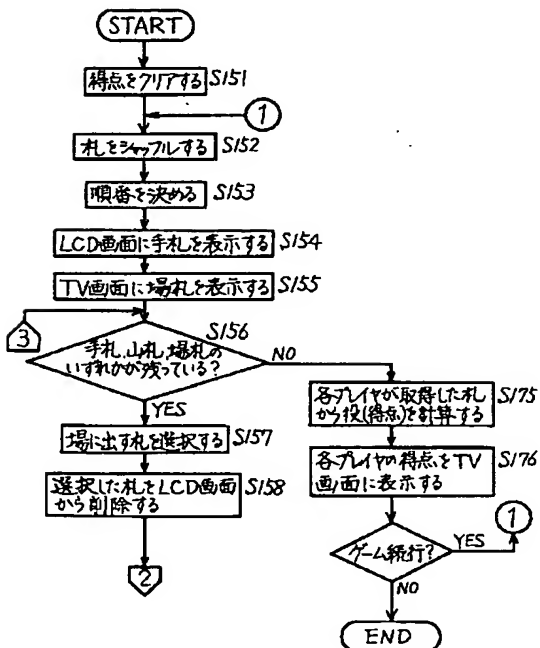 START
得点をクリアする S151
1
札をシャッフルする S152
順番を決める S153
LCD画面に手札を表示する S154
TV画面に場札を表示する S155
3
S156
手札、山札、場札の
いずれかが残っている?
NO
YES
場に出す札を選択する S157
選択した札をLCD画面
から削除する
S158
2
各プレイヤが取得した札
から役(得点)を計算する
S175
各プレイヤの得点をTV
画面に表示する
S176
1
ゲーム続行?
YES
NO
END